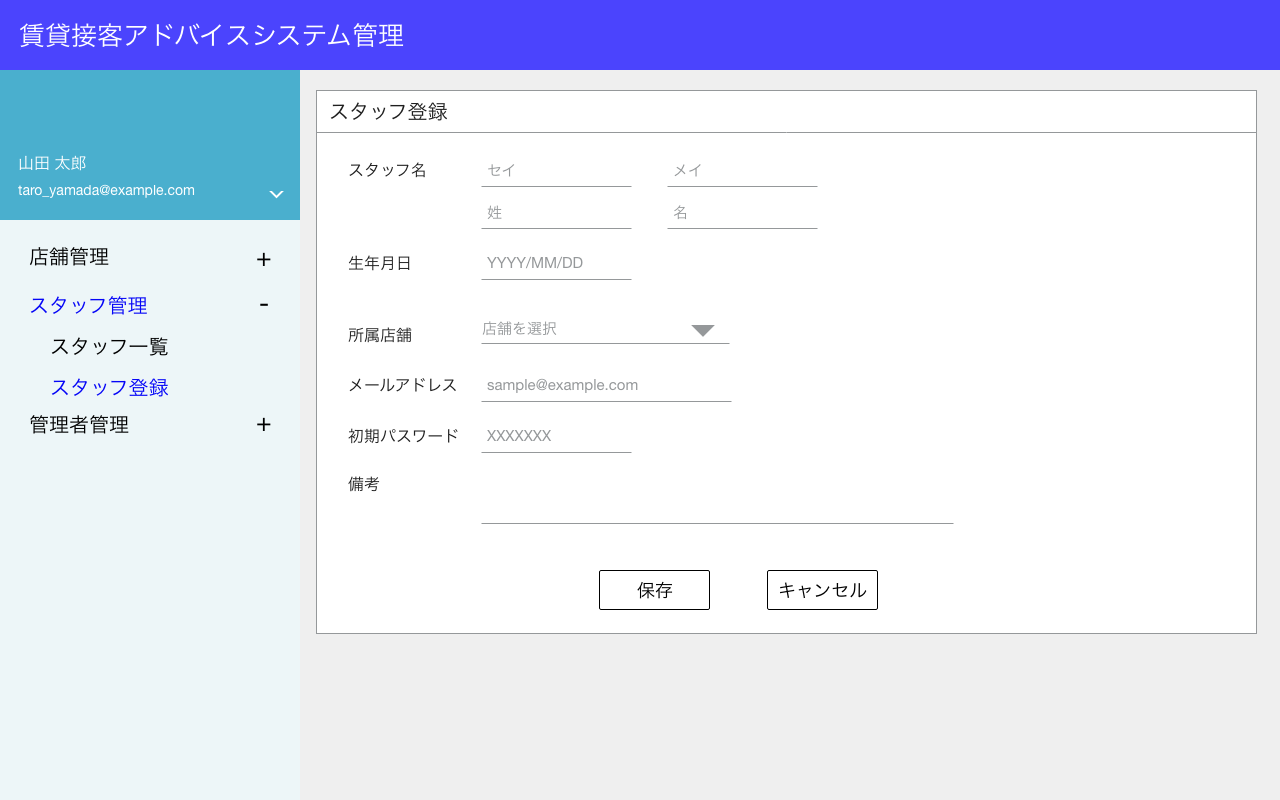 賃貸接客アドバイスシステム管理
山田 太郎
taro_yamada@example.com
店舗管理 +
スタッフ管理 -
スタッフ一覧
スタッフ登録
管理者管理 +
スタッフ登録
スタッフ名 セイ メイ
姓 名
生年月日 YYYY/MM/DD
所属店舗 店舗を選択
メールアドレス sample@example.com
初期パスワード XXXXXXX
備考
保存 キャンセル